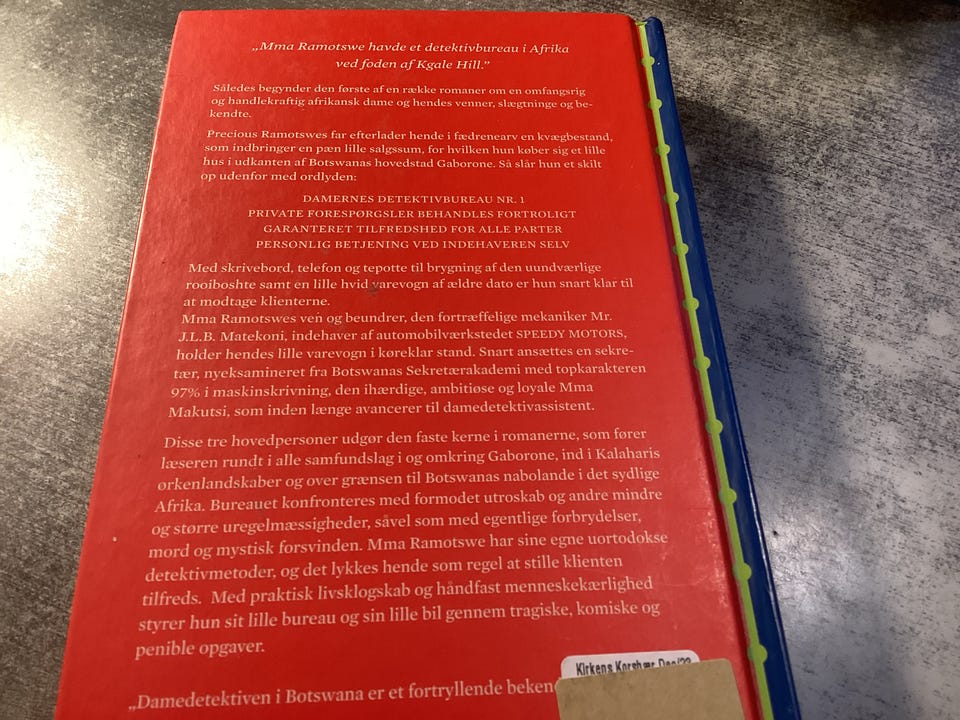 „Mma Ramotswe havde et detektivbureau i Afrika
ved foden af Kgale Hill.”
Således begynder den første af en række romaner om en omfangsrig
og handlekraftig afrikansk dame og hendes venner, slægtninge og be-
kendte.
Precious Ramotswes far efterlader hende i fædrenearv en kvægbestand,
som indbringer en pæn lille salgssum, for hvilken hun køber sig et lille
hus i udkanten af Botswanas hovedstad Gaborone. Så slår hun et skilt
op udenfor med ordlyden:
DAMERNES DETEKTIVBUREAU NR. 1
PRIVATE FORESPØRGSLER BEHANDLES FORTROLIGT
GARANTERET TILFREDSHED FOR ALLE PARTER
PERSONLIG BETJENING VED INDEHAVEREN SELV
Med skrivebord, telefon og tepotte til brygning af den uundværlige
rooiboshte samt en lille hvid varevogn af ældre dato er hun snart klar til
at modtage klienterne.
Mma Ramotswes ven og beundrer, den fortræffelige mekaniker Mr.
J.L.B. Matekoni, indehaver af automobilværkstedet SPEEDY MOTORS,
holder hendes lille varevogn i køreklar stand. Snart ansættes en sekre-
tær, nyeksamineret fra Botswanas Sekretærakademi med topkarakteren
97% i maskinskrivning, den ihærdige, ambitiøse og loyale Mma
Makutsi, som inden længe avancerer til damedetektivassistent.
Disse tre hovedpersoner udgør den faste kerne i romanerne, som fører
læseren rundt i alle samfundslag i og omkring Gaborone, ind i Kalaharis
ørkenlandskaber og over grænsen til Botswanas nabolande i det sydlige
Afrika. Bureauet konfronteres med formodet utroskab og andre mindre
og større uregelmæssigheder, såvel som med egentlige forbrydelser,
mord og mystisk forsvinden. Mma Ramotswe har sine egne uortodokse
detektivmetoder, og det lykkes hende som regel at stille klienten
tilfreds. Med praktisk livsklogskab og håndfast menneskekærlighed
styrer hun sit lille bureau og sin lille bil gennem tragiske, komiske og
penible opgaver.
Kirkens Korshær
„Damedetektiven i Botswana er et fortryllende beken